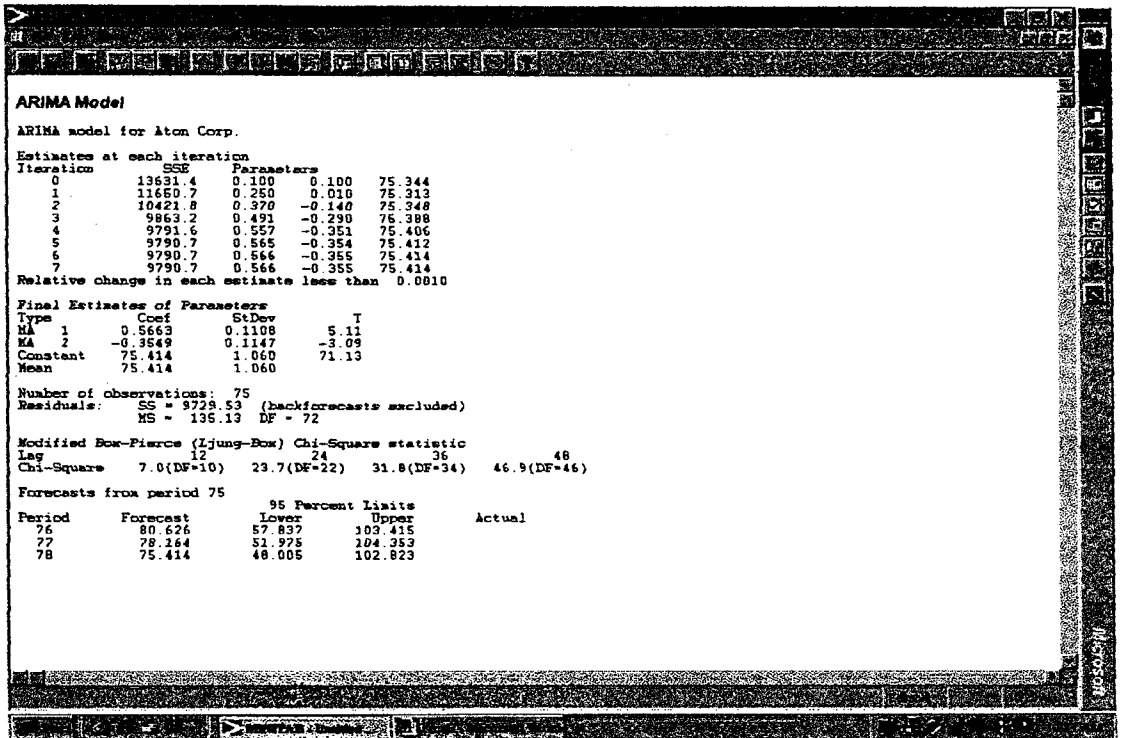 ARIMA Model
ARIMA model for Aton Corp.
Estimates at each iteration
Iteration SSE Parameters
0 13631.4 0.100 0.100 75.344
1 11650.7 0.250 0.010 75.313
2 10421.8 0.370 -0.140 75.348
3 9863.2 0.491 -0.290 75.388
4 9791.6 0.557 -0.351 75.406
5 9790.7 0.565 -0.354 75.412
6 9790.7 0.566 -0.355 75.414
7 9790.7 0.566 -0.355 75.414
Relative change in each estimate less than 0.0010
Final Estimates of Parameters
Type Coef StDev T
MA 1 0.5663 0.1108 5.11
MA 2 -0.3549 0.1147 -3.09
Constant 75.414 1.060 71.13
Mean 75.414 1.060
Number of observations: 75
Residuals: SS = 9729.53 (backforecasts excluded)
MS = 135.13 DF = 72
Modified Box-Pierce (Ljung-Box) Chi-Square statistic
Lag 12 24 36 48
Chi-Square 7.0(DF=10) 23.7(DF=22) 31.8(DF=34) 46.9(DF=46)
Forecasts from period 75
95 Percent Limits
Period Forecast Lower Upper Actual
76 80.626 57.837 103.415
77 78.164 51.975 104.353
78 75.414 48.005 102.823
Microsoft